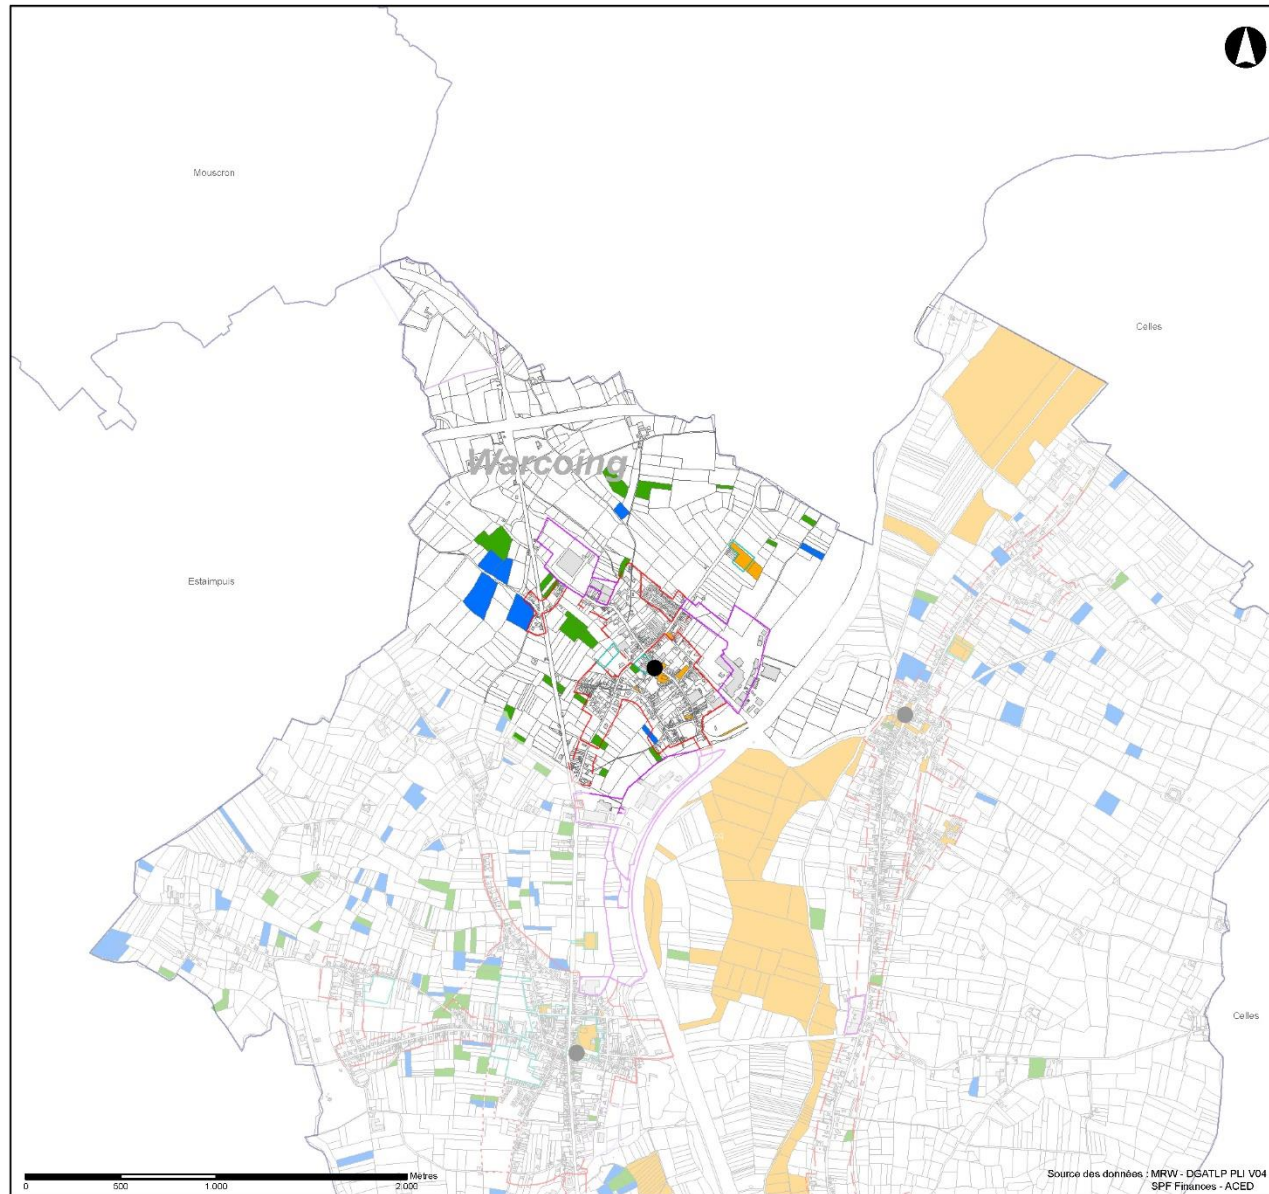 Mouscron
Celles
Warcoing
Estaimpuis
Celles
Mètres
0 500 1.000 2.000
Source des données : MRW - DGATLP PLI V04
SPF Finances - ACED